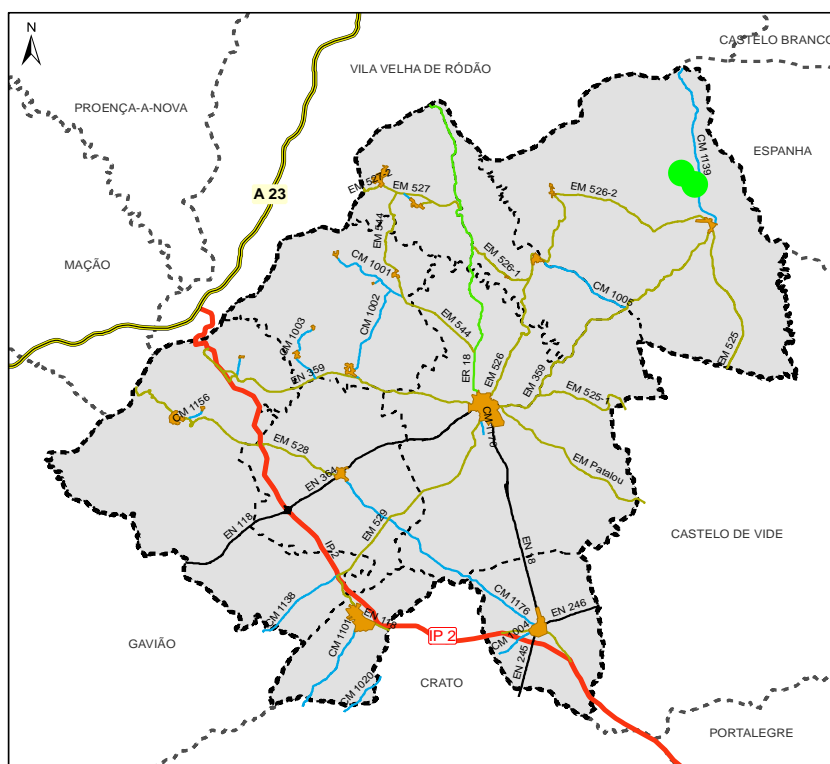 N
CASTELO BRANCO
VILA VELHA DE RÓDÃO
PROENÇA-A-NOVA
ESPANHA
CM 1139
A 23
EM 527-2
EM 527
EM 526-2
EM 544
MAÇÃO
CM 1001
EM 526-1
CM 1002
CM 1005
CM 1003
EM 544
EM 525
ER 18
EM 526
EM 359
EN 359
EM 525-1
CM 1156
CM-1178
EM 528
EM Patalou
EN 364
EN 118
EM 529
IP 2
EN 18
CASTELO DE VIDE
CM 1138
CM 1176
EN 246
GAVIÃO
CM 1101
EN 118
IP 2
CM 1004
EN 245
CM 1020
CRATO
PORTALEGRE